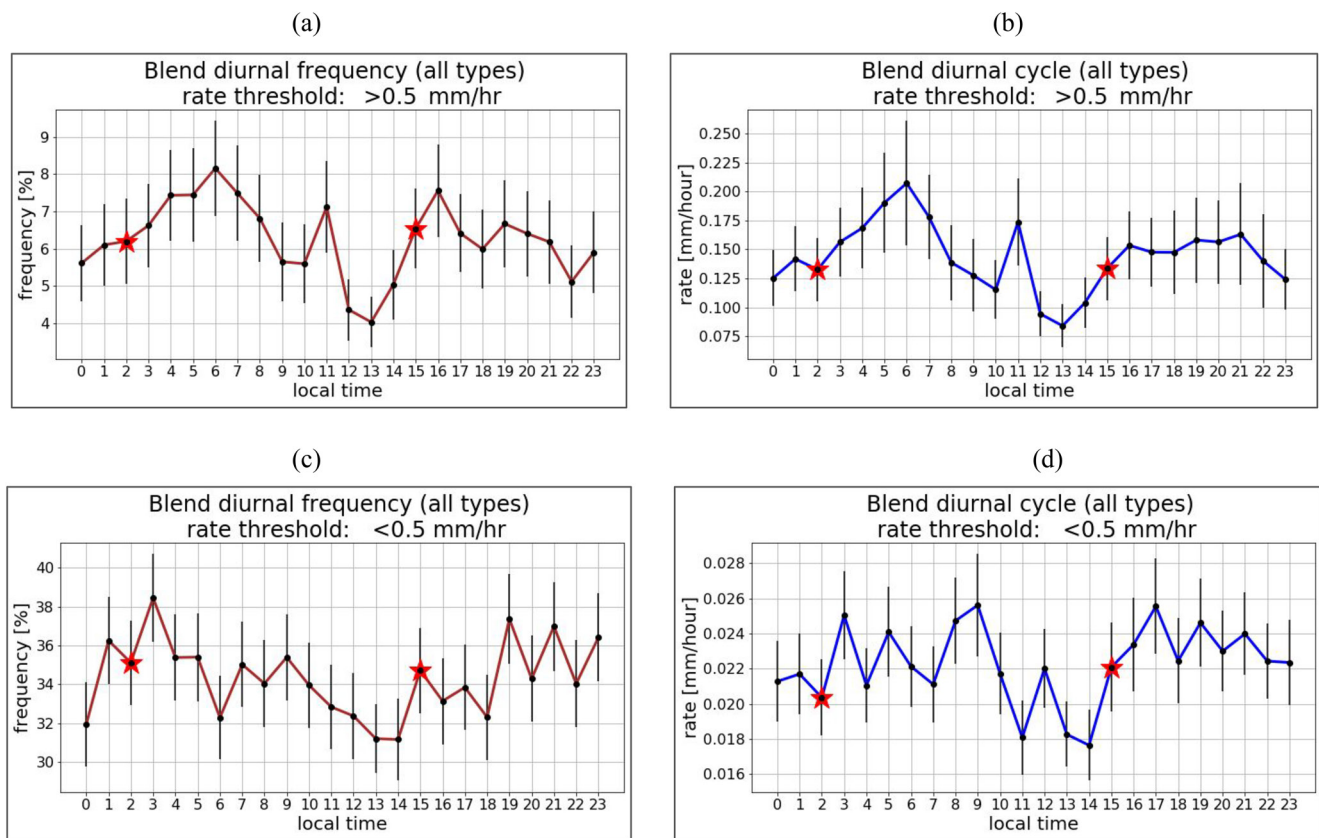 (a)
Blend diurnal frequency (all types)
rate threshold:   >0.5  mm/hr
frequency [%]
9
8
7
6
5
4
0 1 2 3 4 5 6 7 8 9 10 11 12 13 14 15 16 17 18 19 20 21 22 23
local time
(b)
Blend diurnal cycle (all types)
rate threshold:   >0.5  mm/hr
rate [mm/hour]
0.250
0.225
0.200
0.175
0.150
0.125
0.100
0.075
0 1 2 3 4 5 6 7 8 9 10 11 12 13 14 15 16 17 18 19 20 21 22 23
local time
(c)
Blend diurnal frequency (all types)
rate threshold:   <0.5 mm/hr
frequency [%]
40
38
36
34
32
30
0 1 2 3 4 5 6 7 8 9 10 11 12 13 14 15 16 17 18 19 20 21 22 23
local time
(d)
Blend diurnal cycle (all types)
rate threshold:   <0.5 mm/hr
rate [mm/hour]
0.028
0.026
0.024
0.022
0.020
0.018
0.016
0 1 2 3 4 5 6 7 8 9 10 11 12 13 14 15 16 17 18 19 20 21 22 23
local time